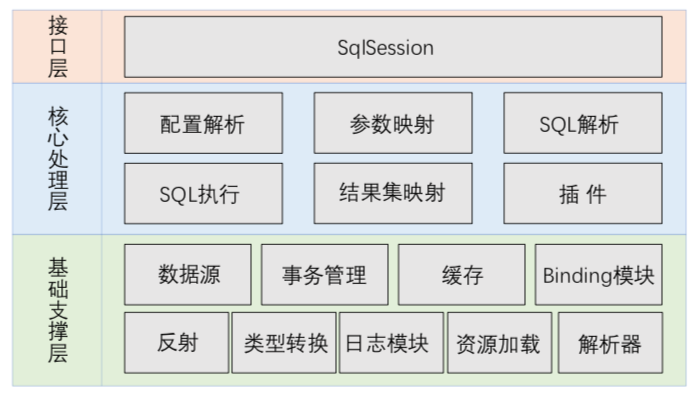 接口层
SqlSession
核心处理层
配置解析
参数映射
SQL解析
SQL执行
结果集映射
插 件
基础支撑层
数据源
事务管理
缓存
Binding模块
反射
类型转换
日志模块
资源加载
解析器